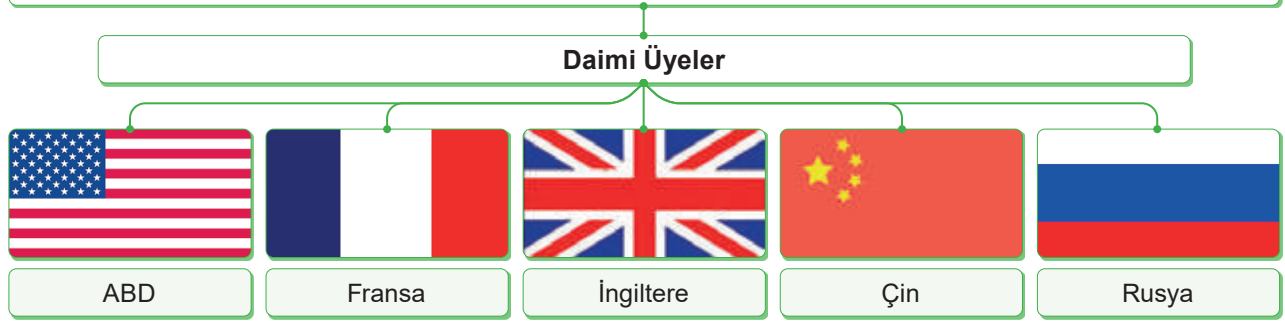 Daimi Üyeler
ABD
Fransa
İngiltere
Çin
Rusya